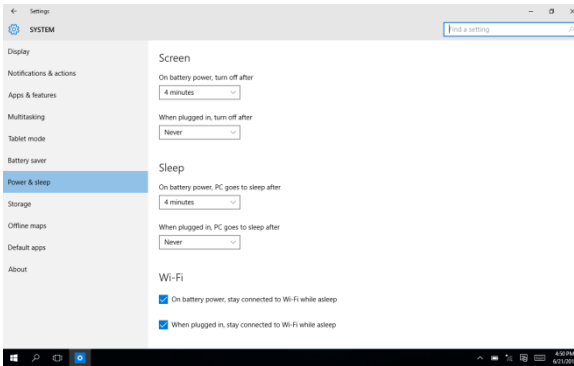 Settings
SYSTEM
Find a setting
Display
Notifications & actions
Apps & features
Multitasking
Tablet mode
Battery saver
Power & sleep
Storage
Offline maps
Default apps
About
Screen
On battery power, turn off after
4 minutes
When plugged in, turn off after
Never
Sleep
On battery power, PC goes to sleep after
4 minutes
When plugged in, PC goes to sleep after
Never
Wi-Fi
On battery power, stay connected to Wi-Fi while asleep
When plugged in, stay connected to Wi-Fi while asleep
4:50 PM